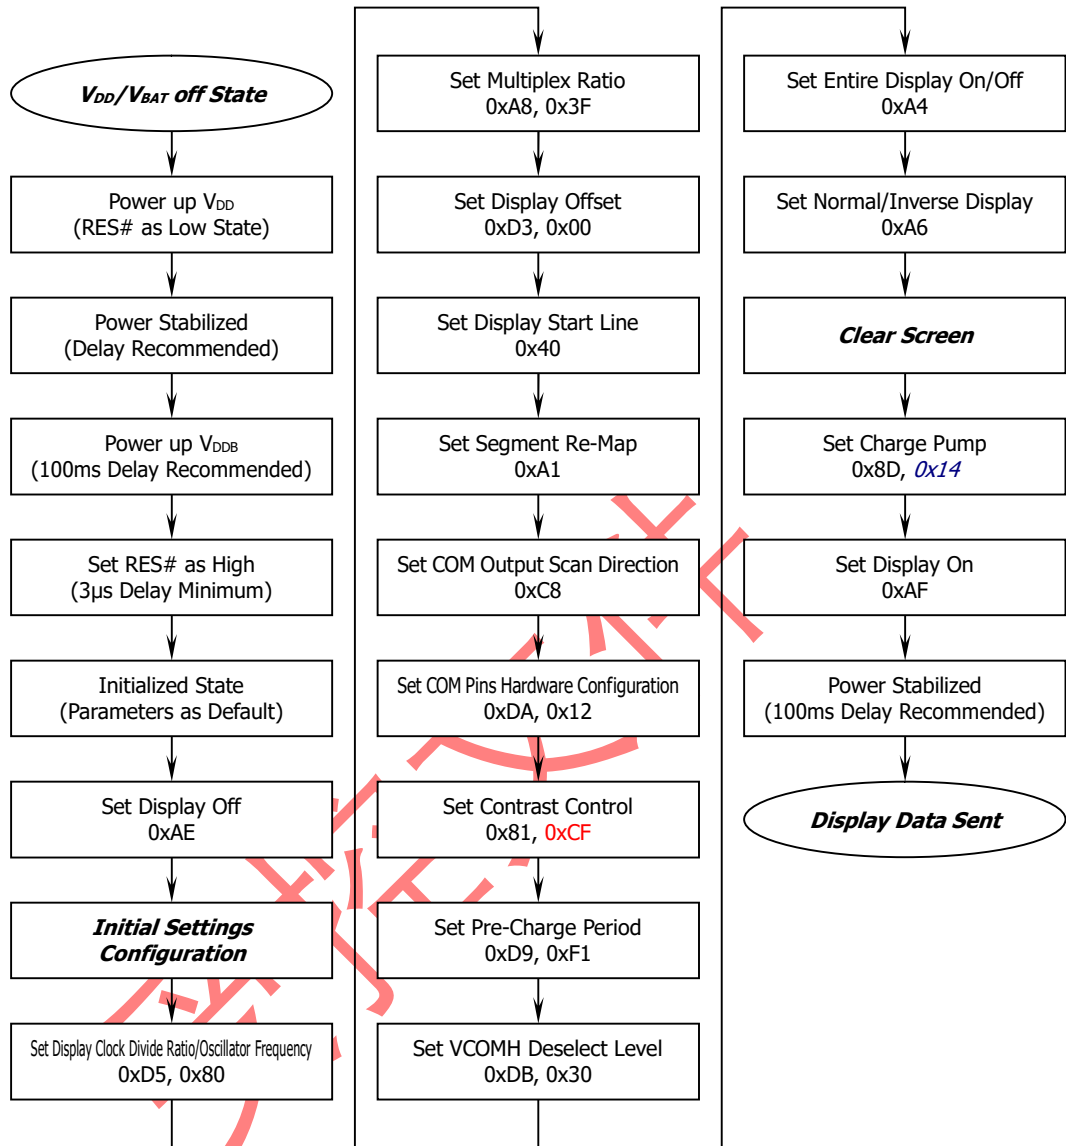 V_DD/V_BAT off State
Power up V_DD
(RES# as Low State)
Power Stabilized
(Delay Recommended)
Power up V_DDB
(100ms Delay Recommended)
Set RES# as High
(3μs Delay Minimum)
Initialized State
(Parameters as Default)
Set Display Off
0xAE
Initial Settings
Configuration
Set Display Clock Divide Ratio/Oscillator Frequency
0xD5, 0x80
Set Multiplex Ratio
0xA8, 0x3F
Set Display Offset
0xD3, 0x00
Set Display Start Line
0x40
Set Segment Re-Map
0xA1
Set COM Output Scan Direction
0xC8
Set COM Pins Hardware Configuration
0xDA, 0x12
Set Contrast Control
0x81, 0xCF
Set Pre-Charge Period
0xD9, 0xF1
Set VCOMH Deselect Level
0xDB, 0x30
Set Entire Display On/Off
0xA4
Set Normal/Inverse Display
0xA6
Clear Screen
Set Charge Pump
0x8D, 0x14
Set Display On
0xAF
Power Stabilized
(100ms Delay Recommended)
Display Data Sent